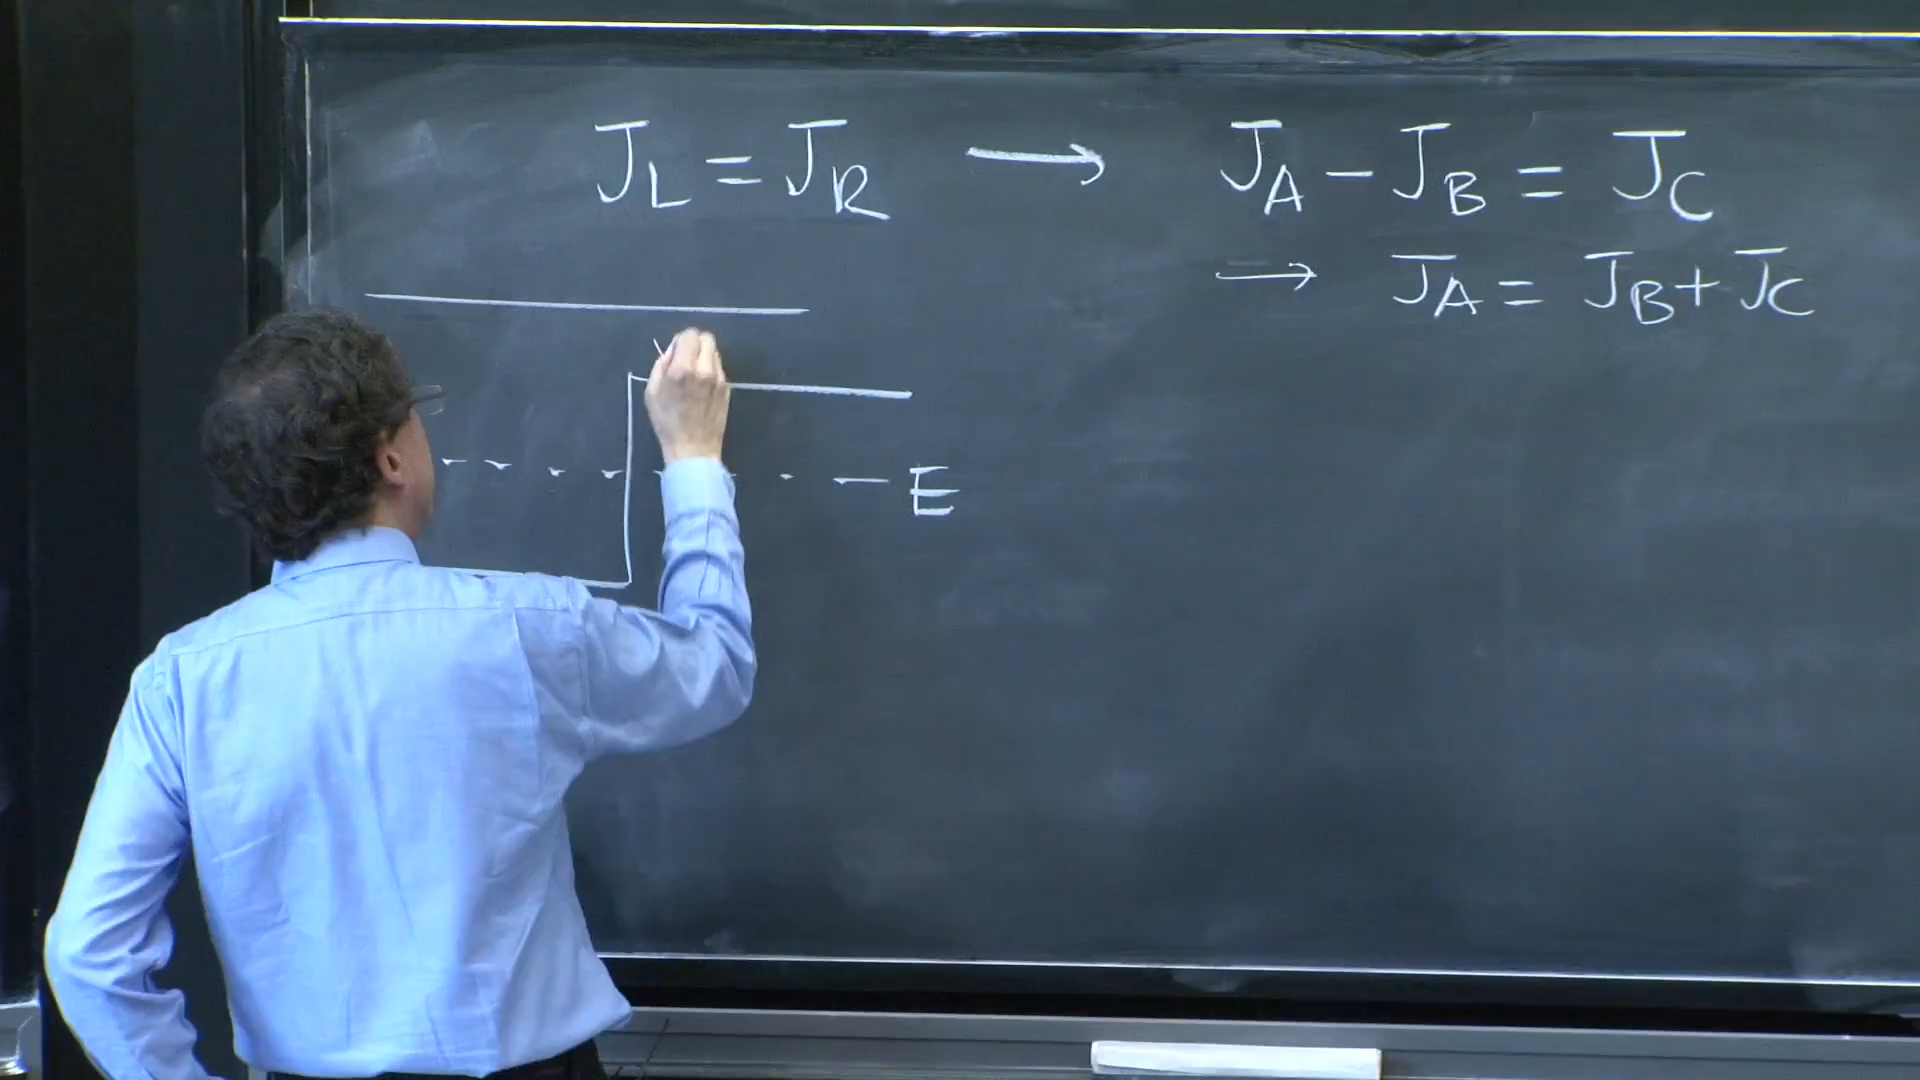 J_L = J_R → J_A - J_B = J_C
→ J_A = J_B + J_C
E